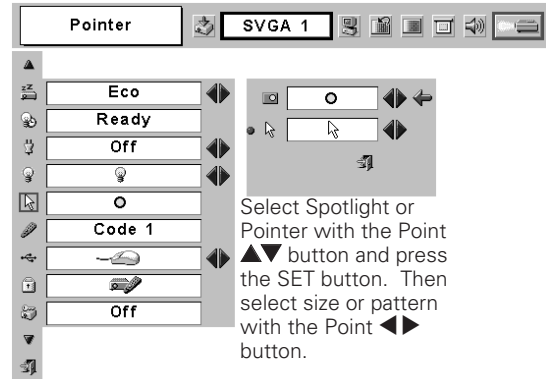 Pointer
SVGA 1
Eco
Ready
Off
Code 1
Off
Select Spotlight or
Pointer with the Point
▲▼ button and press
the SET button. Then
select size or pattern
with the Point ◀▶
button.